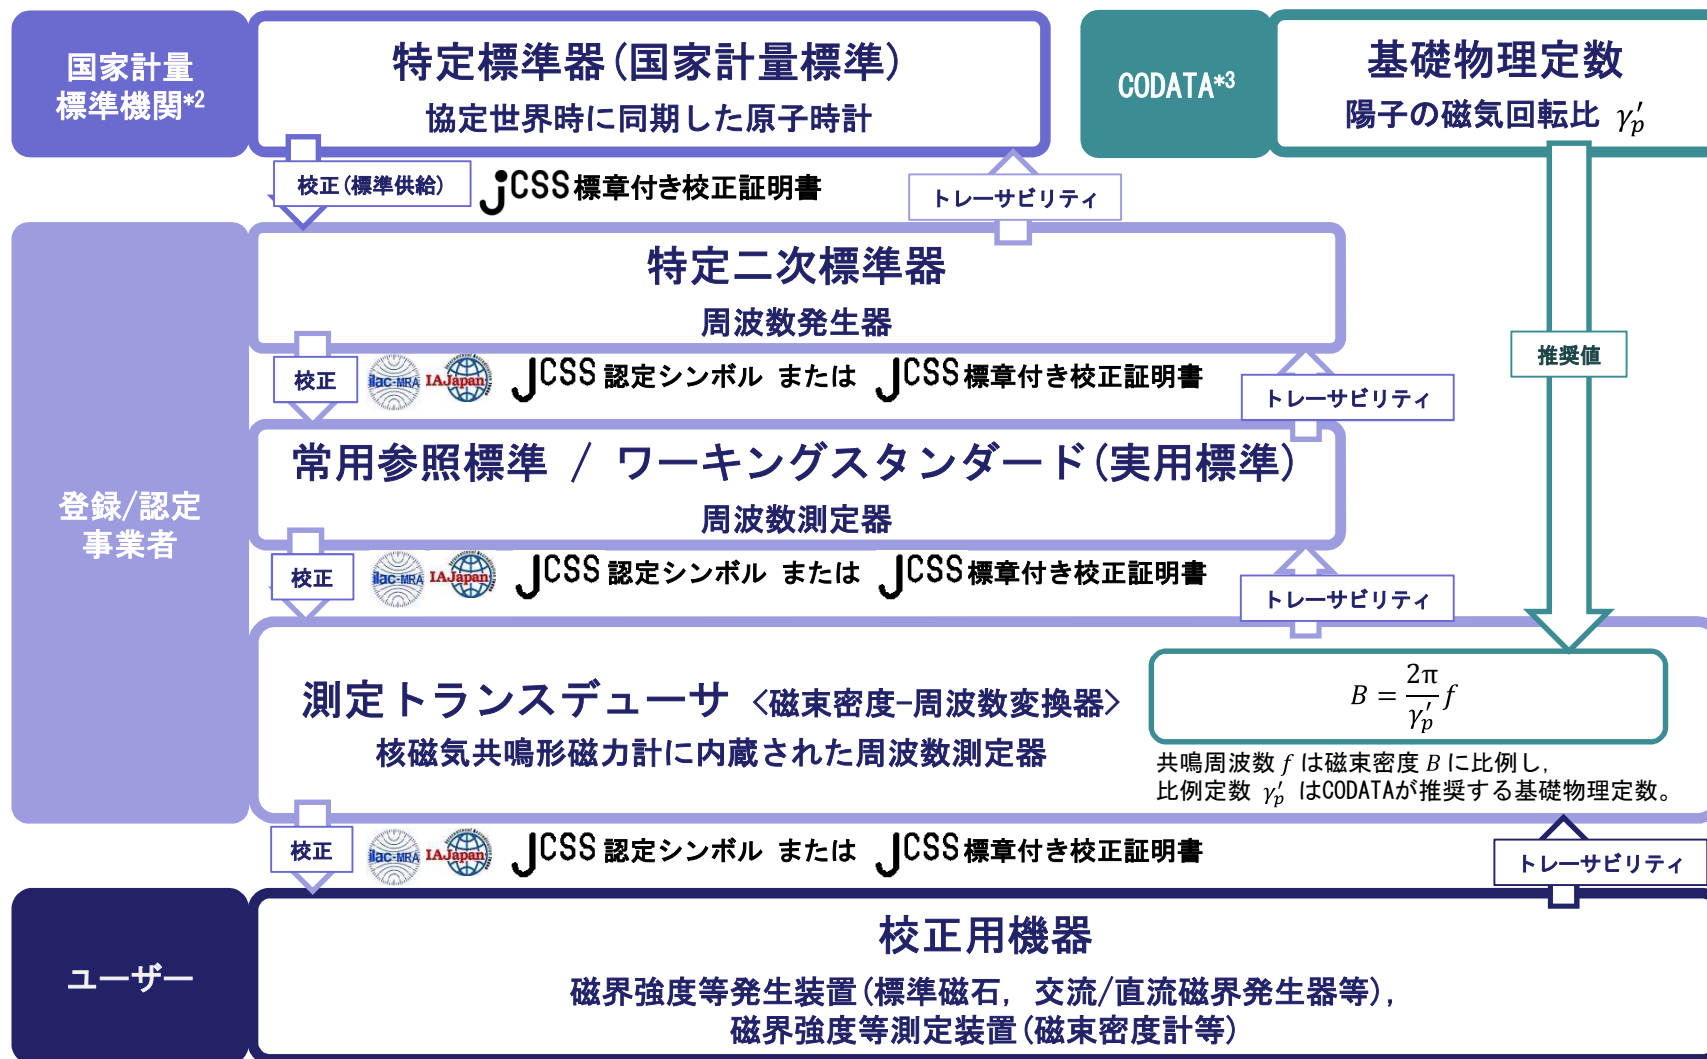 国家計量
標準機関*2
特定標準器(国家計量標準)
協定世界時に同期した原子時計
CODATA*3
基礎物理定数
陽子の磁気回転比 γ′p
校正(標準供給)
jCSS標章付き校正証明書
トレーサビリティ
特定二次標準器
周波数発生器
推奨値
校正
ilac-MRA
IAJapan
JCSS 認定シンボル または JCSS標章付き校正証明書
トレーサビリティ
登録/認定
事業者
常用参照標準 / ワーキングスタンダード(実用標準)
周波数測定器
校正
ilac-MRA
IAJapan
JCSS 認定シンボル または JCSS標章付き校正証明書
トレーサビリティ
測定トランスデューサ <磁束密度-周波数変換器>
核磁気共鳴形磁力計に内蔵された周波数測定器
B = 2π/γ′p f
共鳴周波数 f は磁束密度 B に比例し,
比例定数 γ′p はCODATAが推奨する基礎物理定数。
校正
ilac-MRA
IAJapan
JCSS 認定シンボル または JCSS標章付き校正証明書
トレーサビリティ
ユーザー
校正用機器
磁界強度等発生装置(標準磁石, 交流/直流磁界発生器等),
磁界強度等測定装置(磁束密度計等)